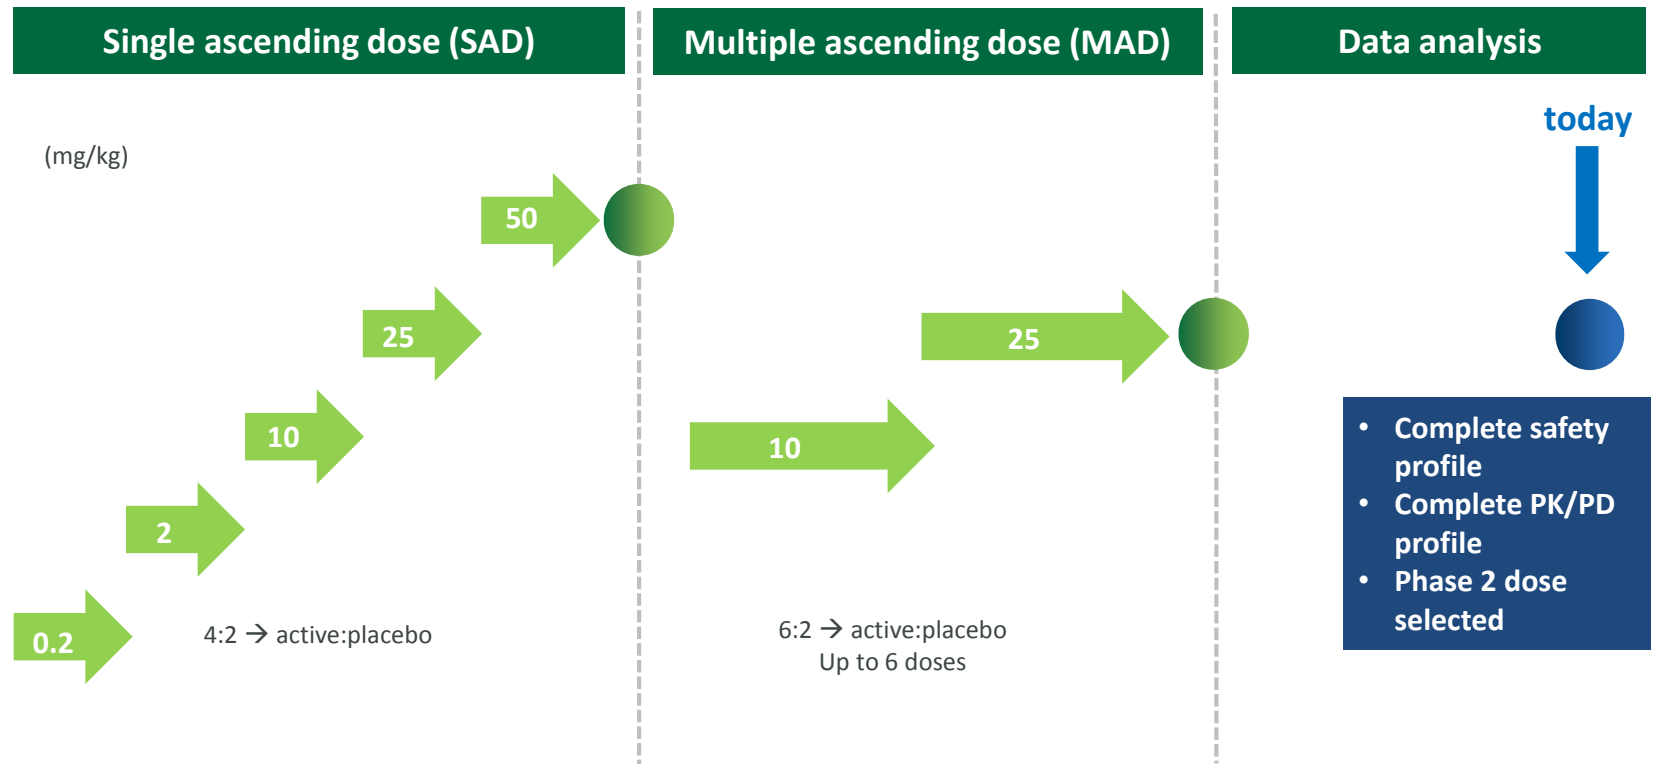 Single ascending dose (SAD)
Multiple ascending dose (MAD)
Data analysis
(mg/kg)
50
25
10
2
0.2
4:2 → active:placebo
25
10
6:2 → active:placebo
Up to 6 doses
today
• Complete safety
profile
• Complete PK/PD
profile
• Phase 2 dose
selected